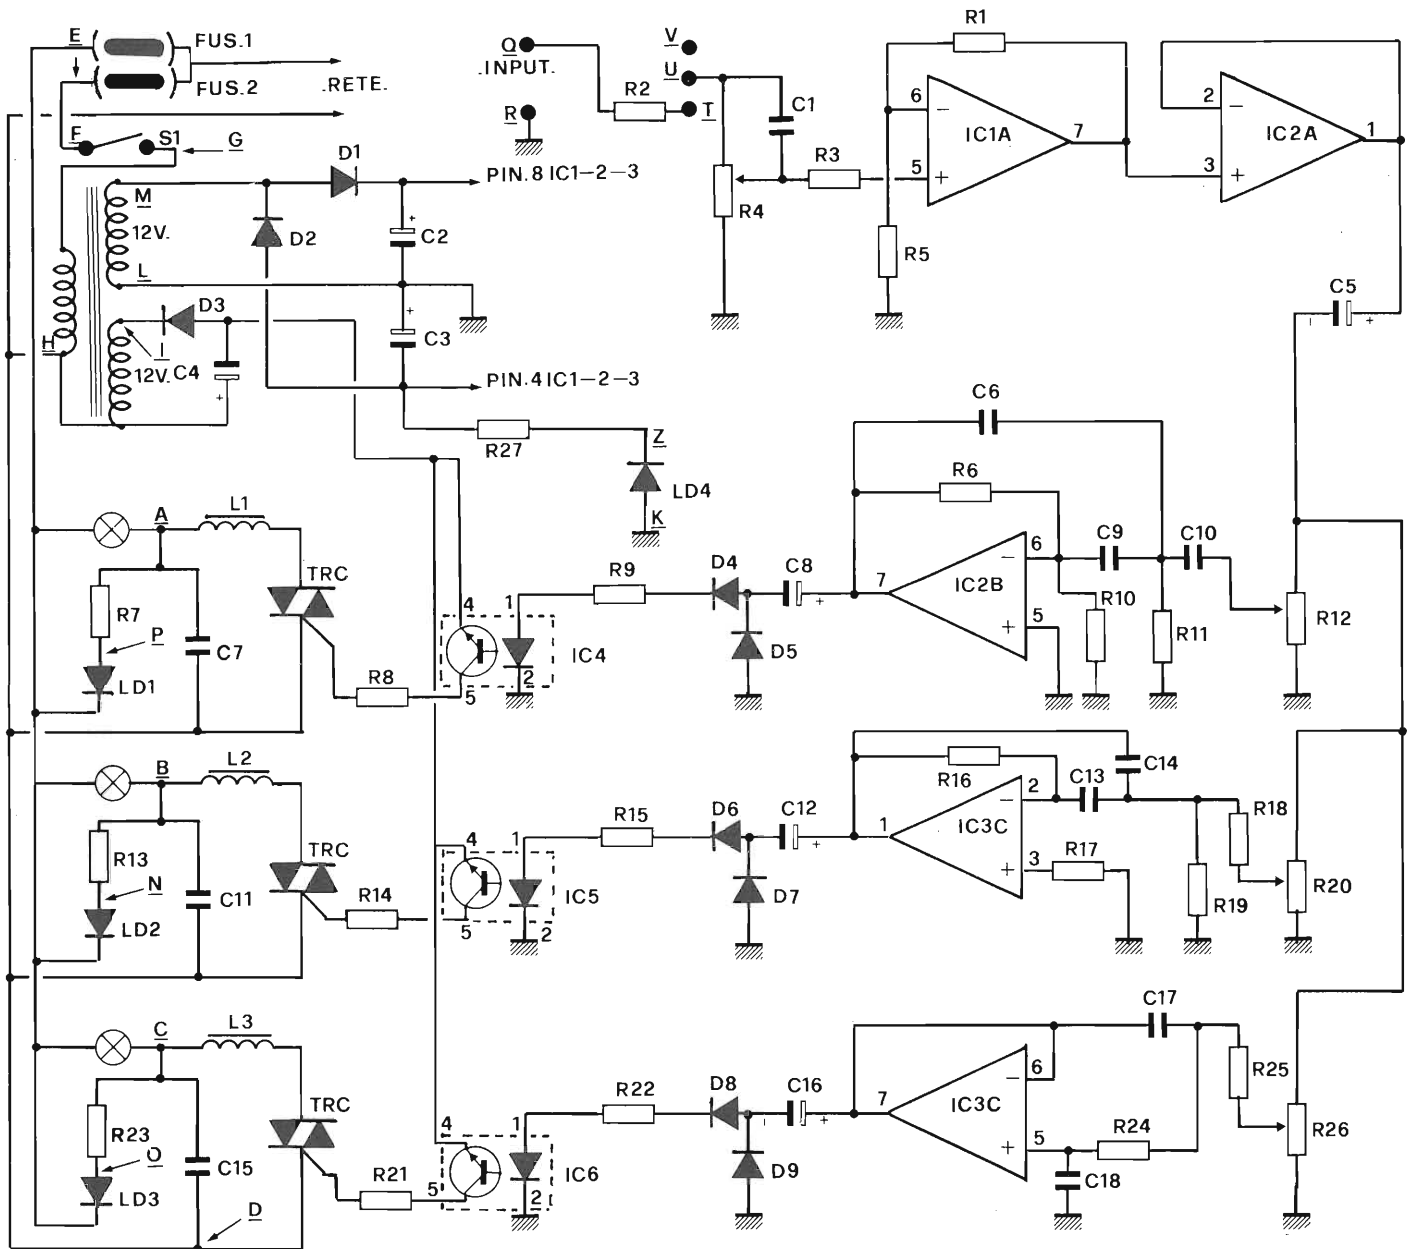 E
FUS.1
FUS.2
.RETE.
F
S1
G
Q
.INPUT.
R
V
U
T
R2
C1
R3
R4
R1
6
5
IC1A
7
R5
2
3
IC2A
1
C5
D1
PIN.8 IC1-2-3
M
12V.
D2
C2
L
D3
C3
H
I
12V.
C4
PIN.4 IC1-2-3
R27
Z
LD4
K
C6
R6
L1
A
TRC
R7
P
C7
LD1
R8
4
5
1
2
IC4
R9
D4
C8
+
D5
7
IC2B
6
5
C9
C10
R10
R11
R12
L2
B
TRC
R13
N
C11
LD2
R14
4
5
1
2
IC5
R15
D6
C12
+
D7
1
IC3C
2
3
R16
C13
C14
R17
R18
R19
R20
L3
C
TRC
R23
O
C15
LD3
D
R21
4
5
1
2
IC6
R22
D8
C16
+
D9
7
IC3C
6
5
C17
R24
C18
R25
R26